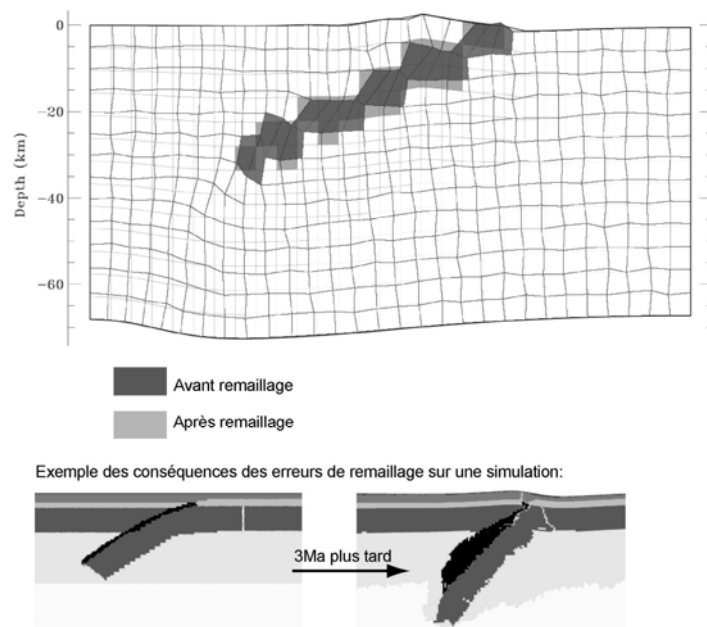 0
−20
−40
−60
Depth (km)
Avant remaillage
Après remaillage
Exemple des conséquences des erreurs de remaillage sur une simulation:
3Ma plus tard